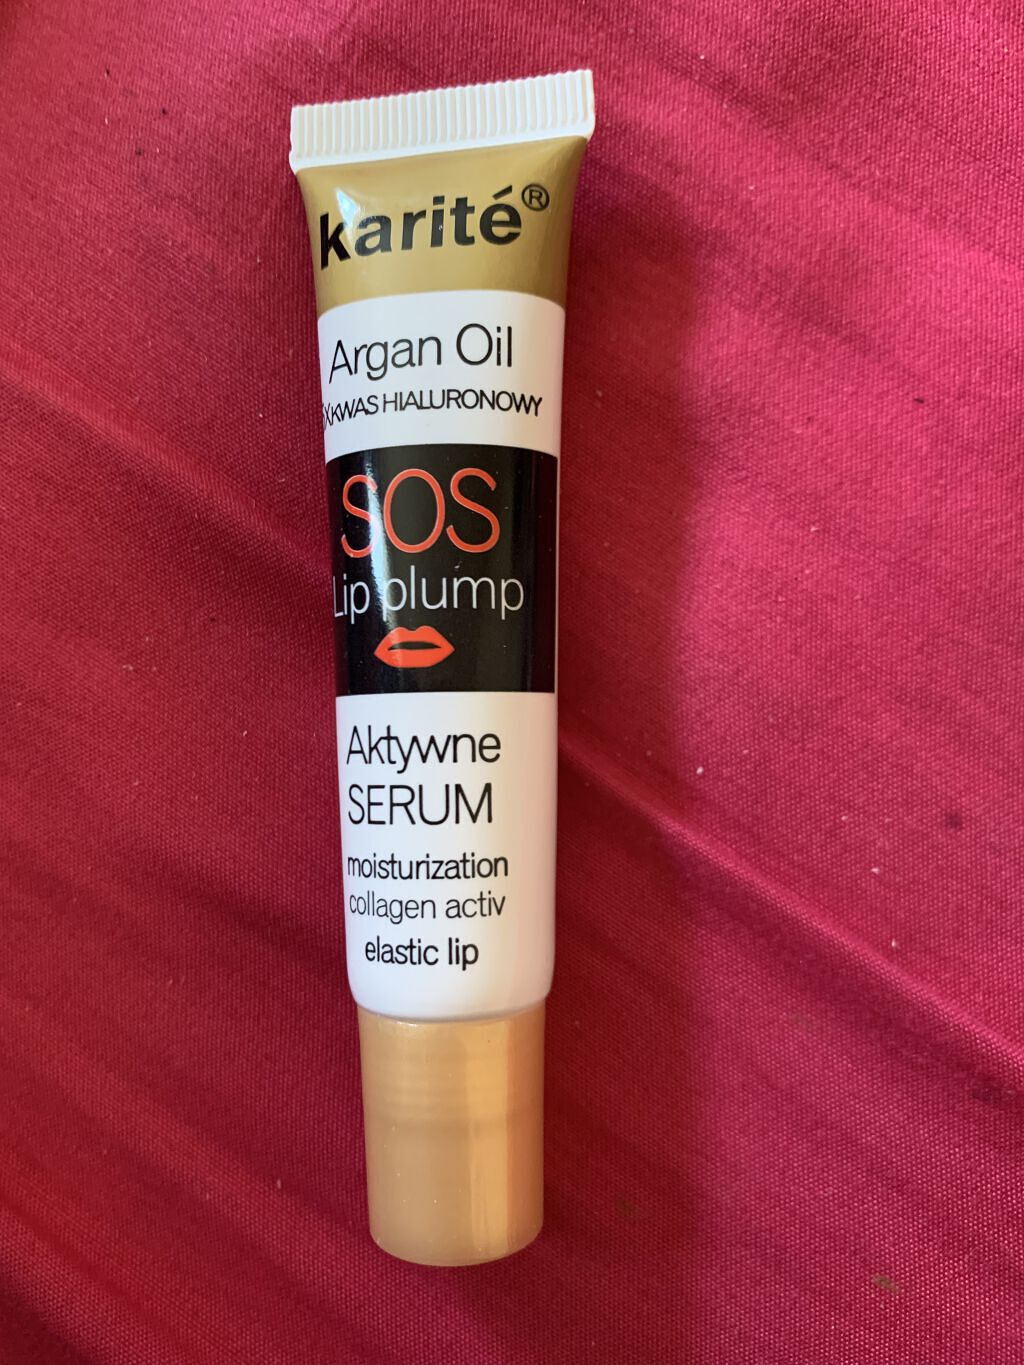 karité®
Argan Oil
KWAS HIALURONOWY
SOS
Lip plump
Aktywne
SERUM
moisturization
collagen activ
elastic lip